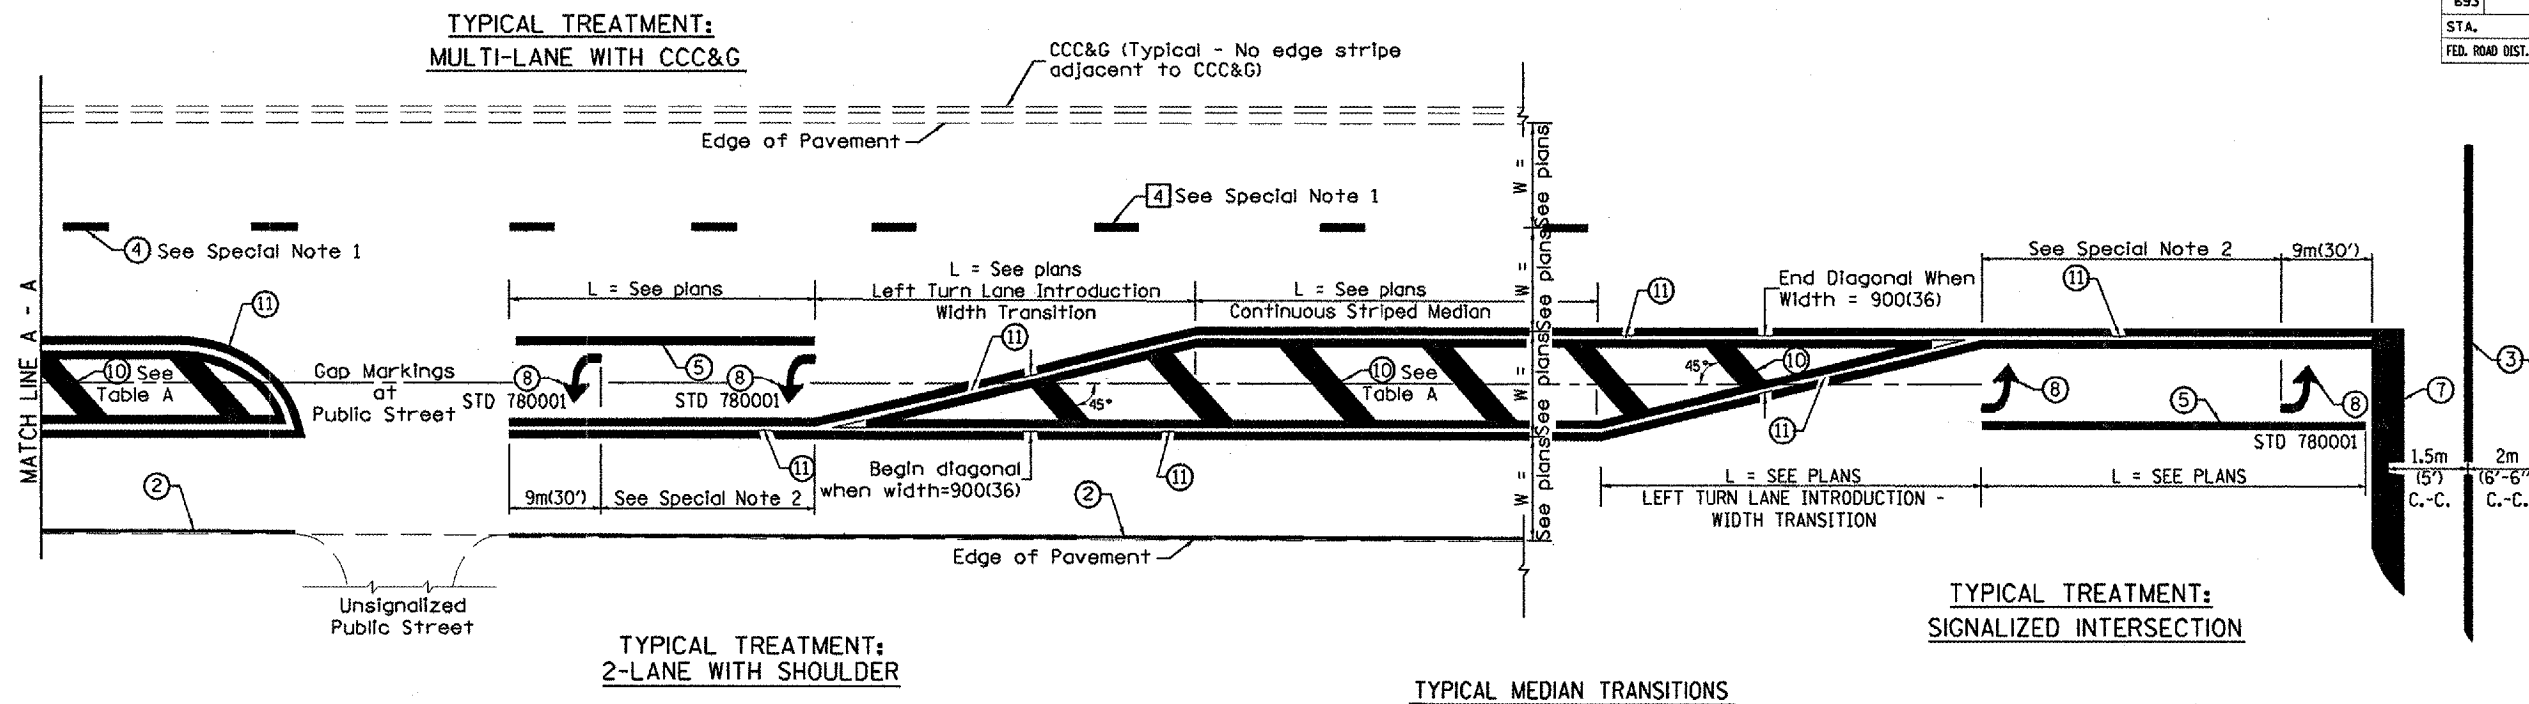 TYPICAL TREATMENT:
MULTI-LANE WITH CCC&G
693
STA.
FED. ROAD DIST.
CCC&G (Typical - No edge stripe
adjacent to CCC&G)
Edge of Pavement
MATCH LINE A - A
4 See Special Note 1
4 See Special Note 1
W = See plans
W = See plans
W = See plans
W = See plans
11
10 See
Table A
Gap Markings
at
Public Street
L = See plans
L = See plans
Left Turn Lane Introduction
Width Transition
L = See plans
Continuous Striped Median
11
8
STD 780001
5
8
STD 780001
11
45°
10 See
Table A
11
End Diagonal When
Width = 900(36)
See Special Note 2
9m(30')
11
45°
10
11
8
8
5
STD 780001
7
3
1.5m
(5')
C.-C.
2m
(6'-6"
C.-C.
2
9m(30')
See Special Note 2
11
Begin diagonal
when width=900(36)
11
2
Edge of Pavement
L = SEE PLANS
LEFT TURN LANE INTRODUCTION -
WIDTH TRANSITION
L = SEE PLANS
Unsignalized
Public Street
TYPICAL TREATMENT:
2-LANE WITH SHOULDER
TYPICAL TREATMENT:
SIGNALIZED INTERSECTION
TYPICAL MEDIAN TRANSITIONS